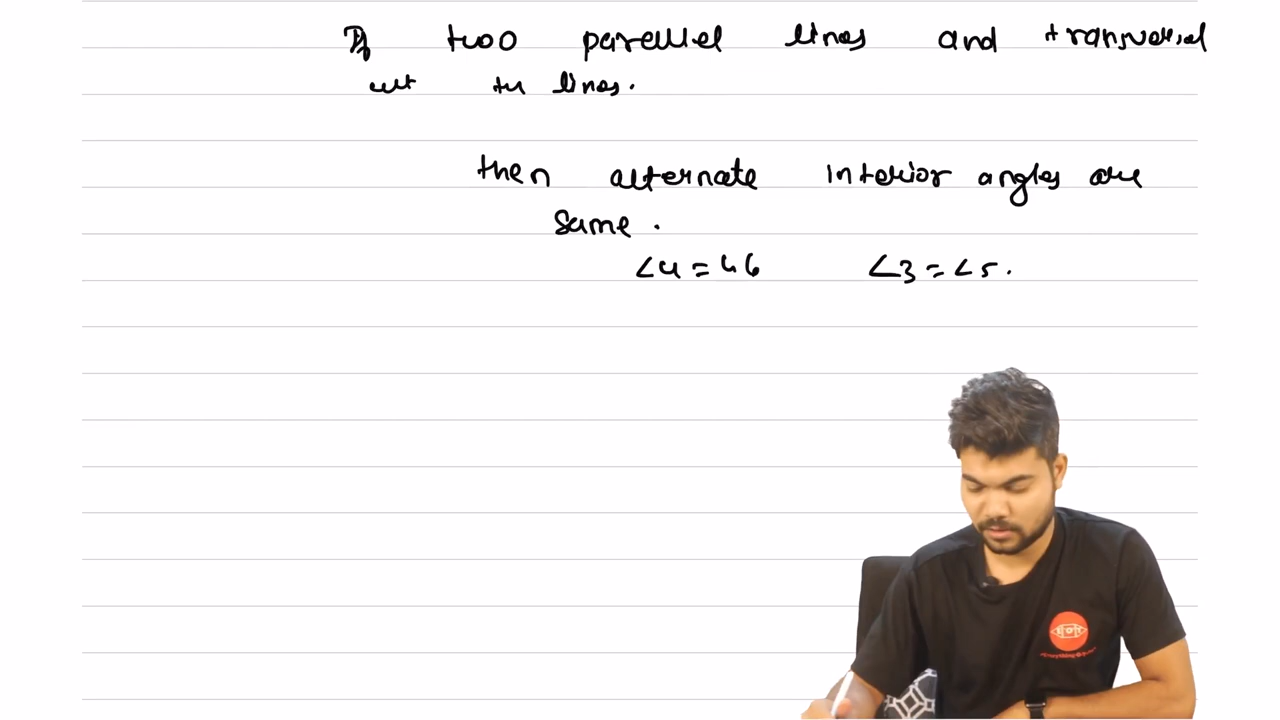 If two parallel lines and transversal
cut the lines.
then alternate interior angles are
same.
∠4 = ∠6 ∠3 = ∠5.